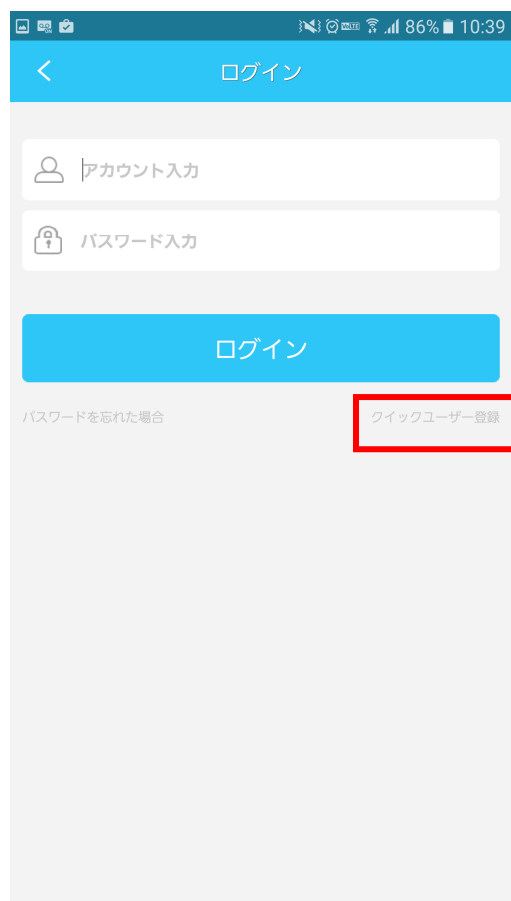 86% 10:39
ログイン
アカウント入力
パスワード入力
ログイン
パスワードを忘れた場合
クイックユーザー登録